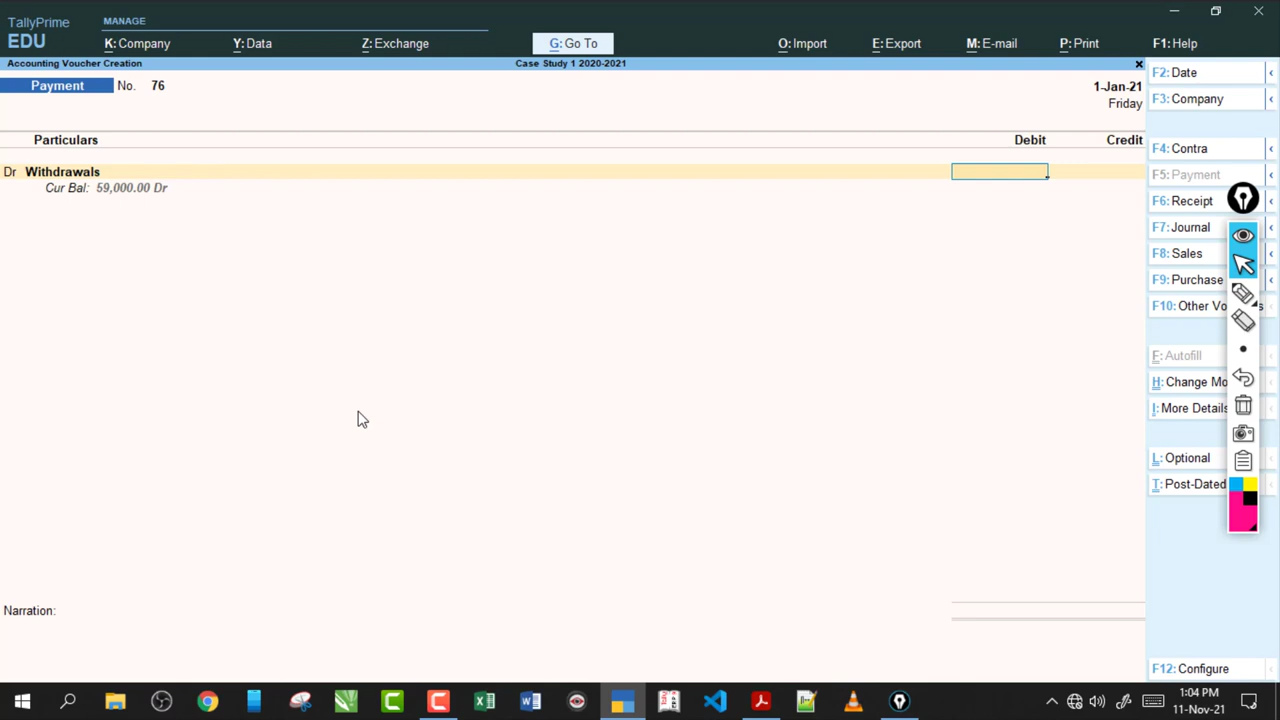 TallyPrime
EDU
MANAGE
K: Company
Y: Data
Z: Exchange
G: Go To
O: Import
E: Export
M: E-mail
P: Print
F1: Help
Accounting Voucher Creation
Case Study 1 2020-2021
Payment No. 76
1-Jan-21
Friday
Particulars
Debit
Credit
Dr Withdrawals
Cur Bal: 59,000.00 Dr
Narration:
F2: Date
F3: Company
F4: Contra
F5: Payment
F6: Receipt
F7: Journal
F8: Sales
F9: Purchase
F10: Other Vo
F: Autofill
H: Change Mo
I: More Details
L: Optional
T: Post-Dated
F12: Configure
1:04 PM
11-Nov-21